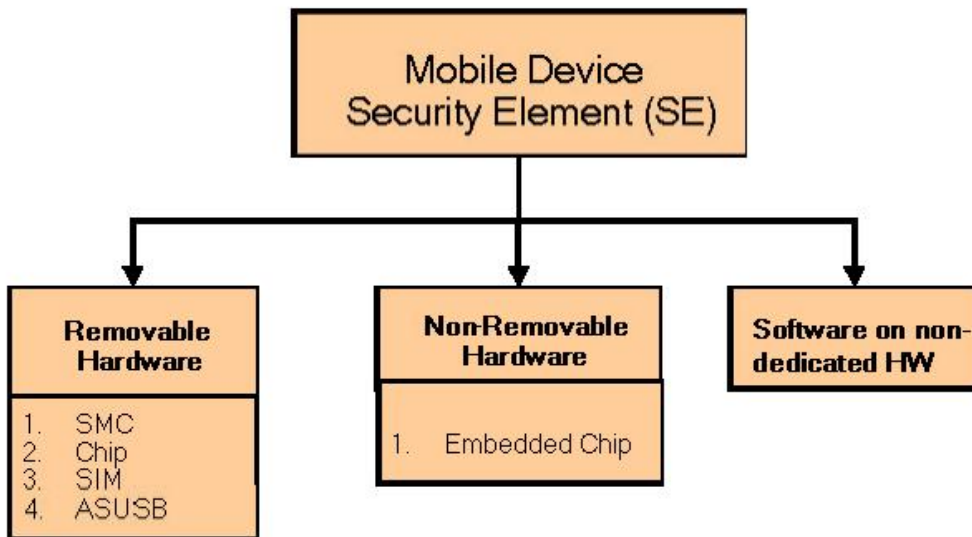 Mobile Device
Security Element (SE)
Removable
Hardware
1. SMC
2. Chip
3. SIM
4. ASUSB
Non-Removable
Hardware
1. Embedded Chip
Software on non-
dedicated HW